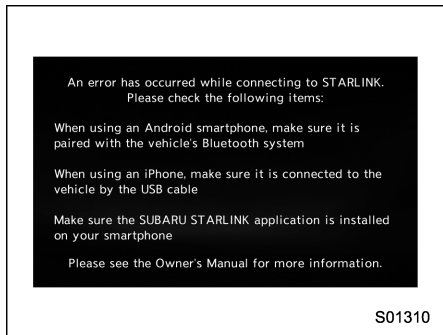 An error has occurred while connecting to STARLINK.
Please check the following items:
When using an Android smartphone, make sure it is
paired with the vehicle's Bluetooth system
When using an iPhone, make sure it is connected to the
vehicle by the USB cable
Make sure the SUBARU STARLINK application is installed
on your smartphone
Please see the Owner's Manual for more information.
S01310